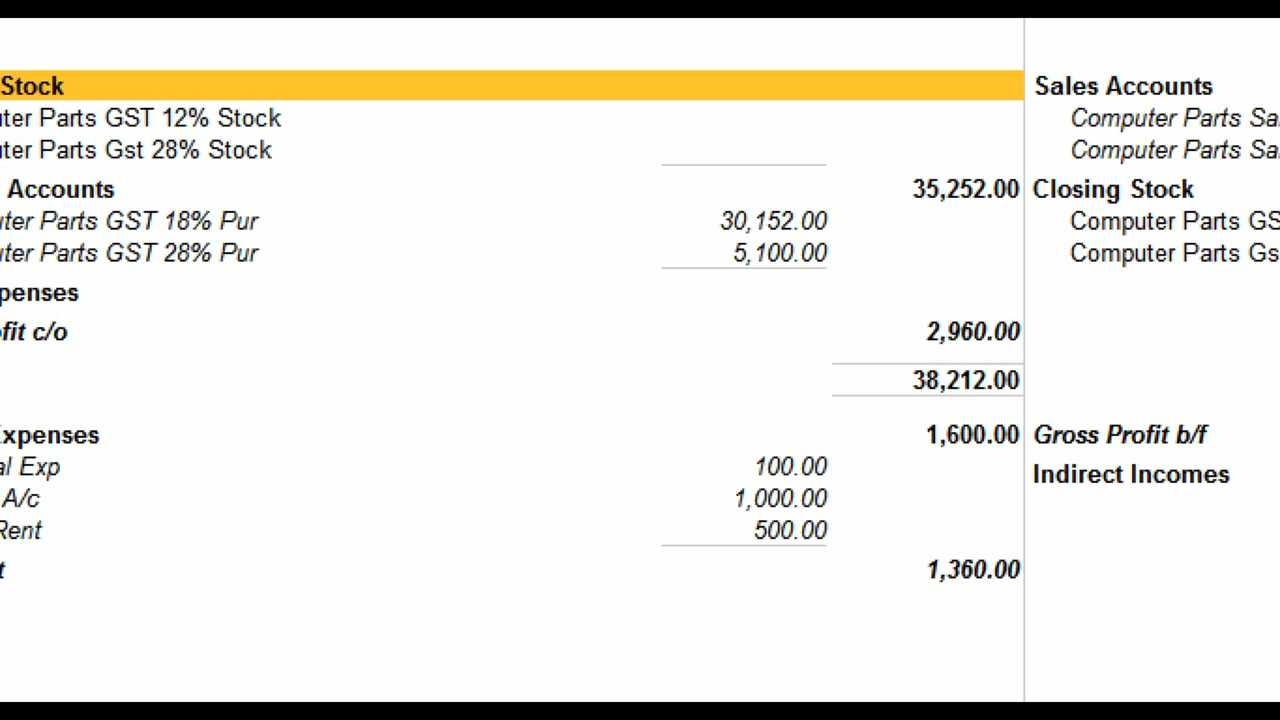 Stock
ter Parts GST 12% Stock
ter Parts Gst 28% Stock
Accounts 35,252.00
ter Parts GST 18% Pur 30,152.00
ter Parts GST 28% Pur 5,100.00
penses
fit c/o 2,960.00
38,212.00
Expenses 1,600.00
al Exp 100.00
A/c 1,000.00
Rent 500.00
t 1,360.00
Sales Accounts
Computer Parts Sa
Computer Parts Sa
Closing Stock
Computer Parts GS
Computer Parts Gs
Gross Profit b/f
Indirect Incomes